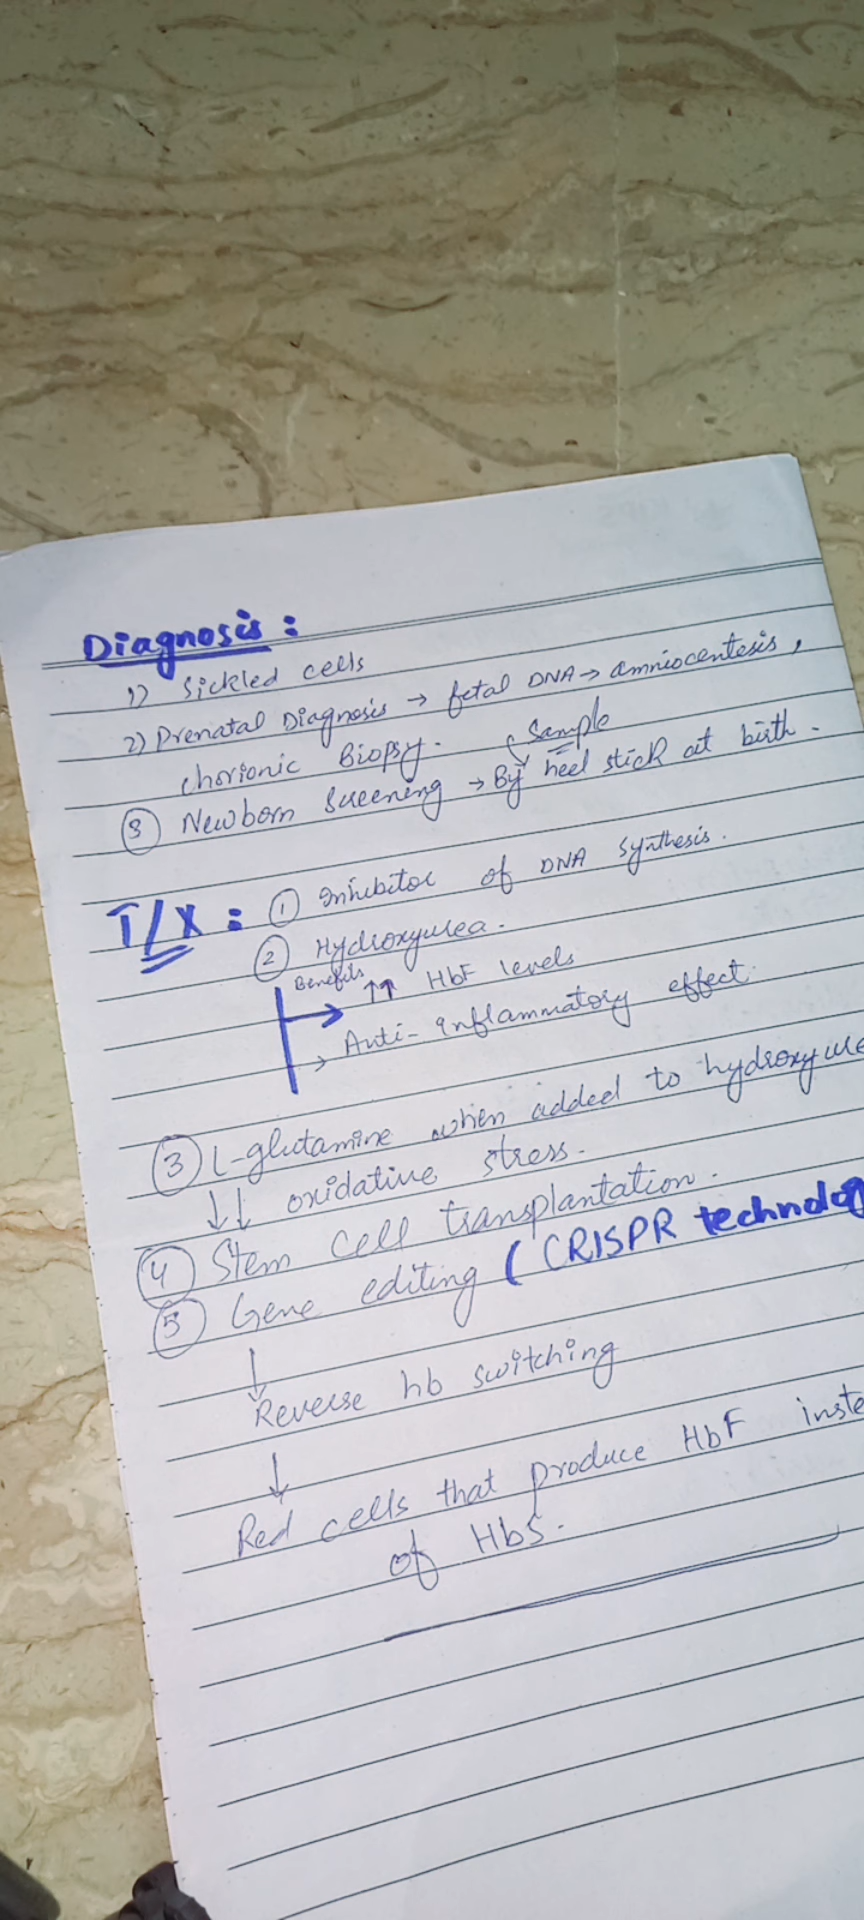 Diagnosis:
1) Sickled cells
2) Prenatal Diagnosis → fetal DNA → amniocentesis,
chorionic Biopsy.
Sample
3 Newborn screening → By heel stick at birth.
T/X: 1 Inhibitor of DNA synthesis.
2 Hydroxyurea.
Benefits
↑↑ HbF levels
→ Anti-inflammatory effect.
3 L-glutamine when added to hydroxyure
↓↓ oxidative stress.
4 Stem cell transplantation.
5 Gene editing (CRISPR technolog
↓
Reverse hb switching
↓
Red cells that produce HbF inste
of HbS.